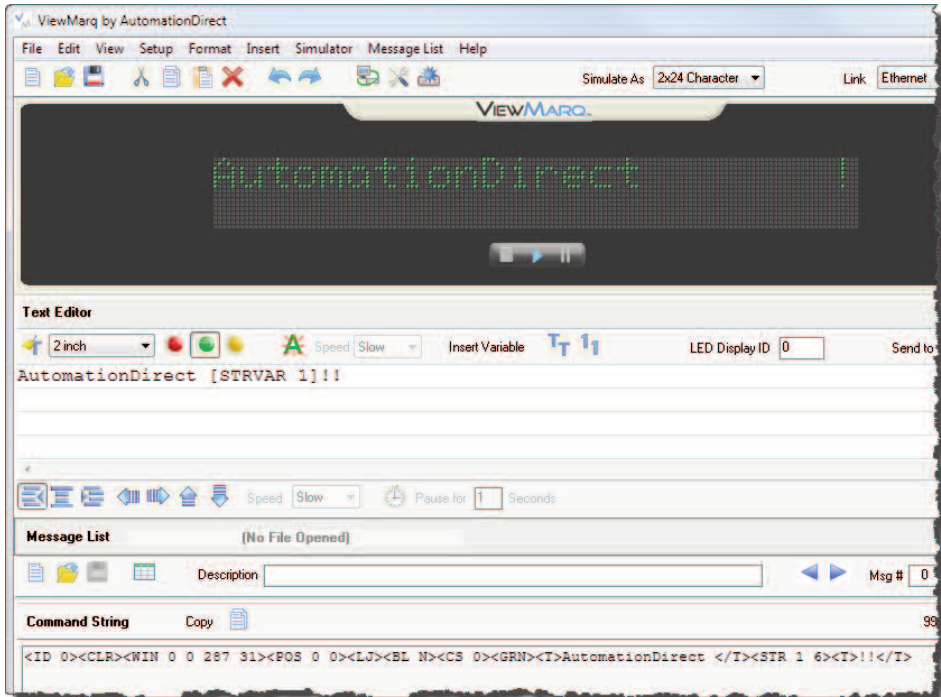 ViewMarq by AutomationDirect
File Edit View Setup Format Insert Simulator Message List Help
Simulate As 2x24 Character Link Ethernet
VIEWMARQ
AutomationDirect !
Text Editor
2 inch Speed Slow Insert Variable LED Display ID 0 Send to
AutomationDirect [STRVAR 1]!!
Speed Slow Pause for 1 Seconds
Message List (No File Opened)
Description Msg # 0
Command String Copy 99
<ID 0><CLR><WIN 0 0 287 31><POS 0 0><LJ><BL N><CS 0><GRN><T>AutomationDirect </T><STR 1 6><T>!!</T>